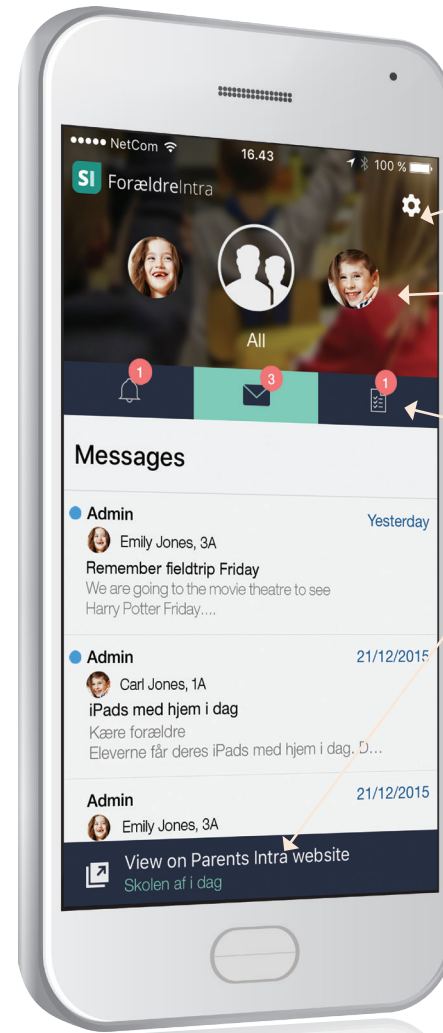 NetCom 16.43 100 %
SI ForældreIntra
All
1 3 1
Messages
Admin Yesterday
Emily Jones, 3A
Remember fieldtrip Friday
We are going to the movie theatre to see
Harry Potter Friday....
Admin 21/12/2015
Carl Jones, 1A
iPads med hjem i dag
Kære forældre
Eleverne får deres iPads med hjem i dag. D...
Admin 21/12/2015
Emily Jones, 3A
View on Parents Intra website
Skolen af i dag